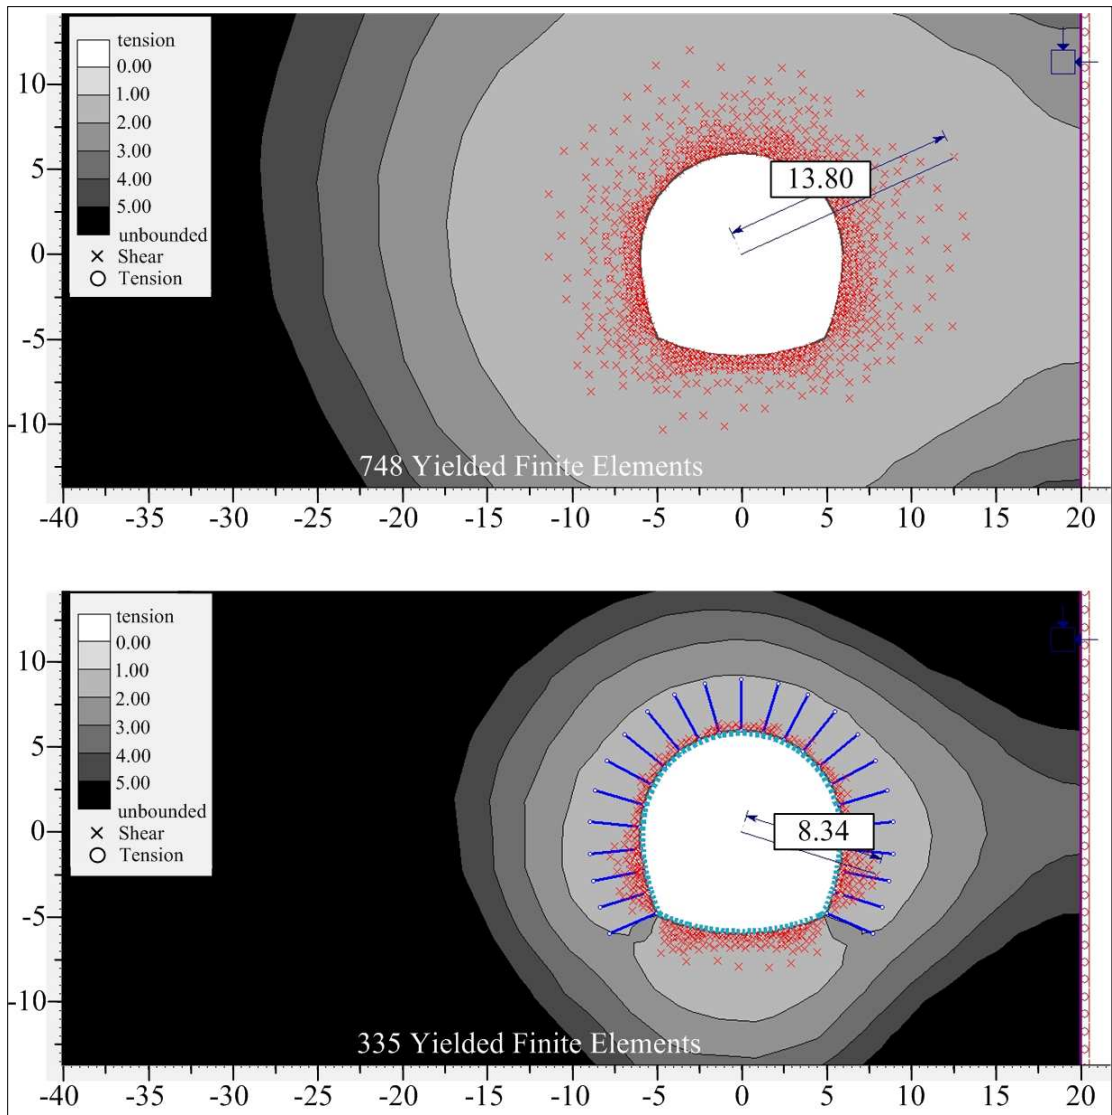 tension
0.00
1.00
2.00
3.00
4.00
5.00
unbounded
× Shear
O Tension
10
5
0
-5
-10
13.80
748 Yielded Finite Elements
-40 -35 -30 -25 -20 -15 -10 -5 0 5 10 15 20
tension
0.00
1.00
2.00
3.00
4.00
5.00
unbounded
× Shear
O Tension
10
5
0
-5
-10
8.34
335 Yielded Finite Elements
-40 -35 -30 -25 -20 -15 -10 -5 0 5 10 15 20